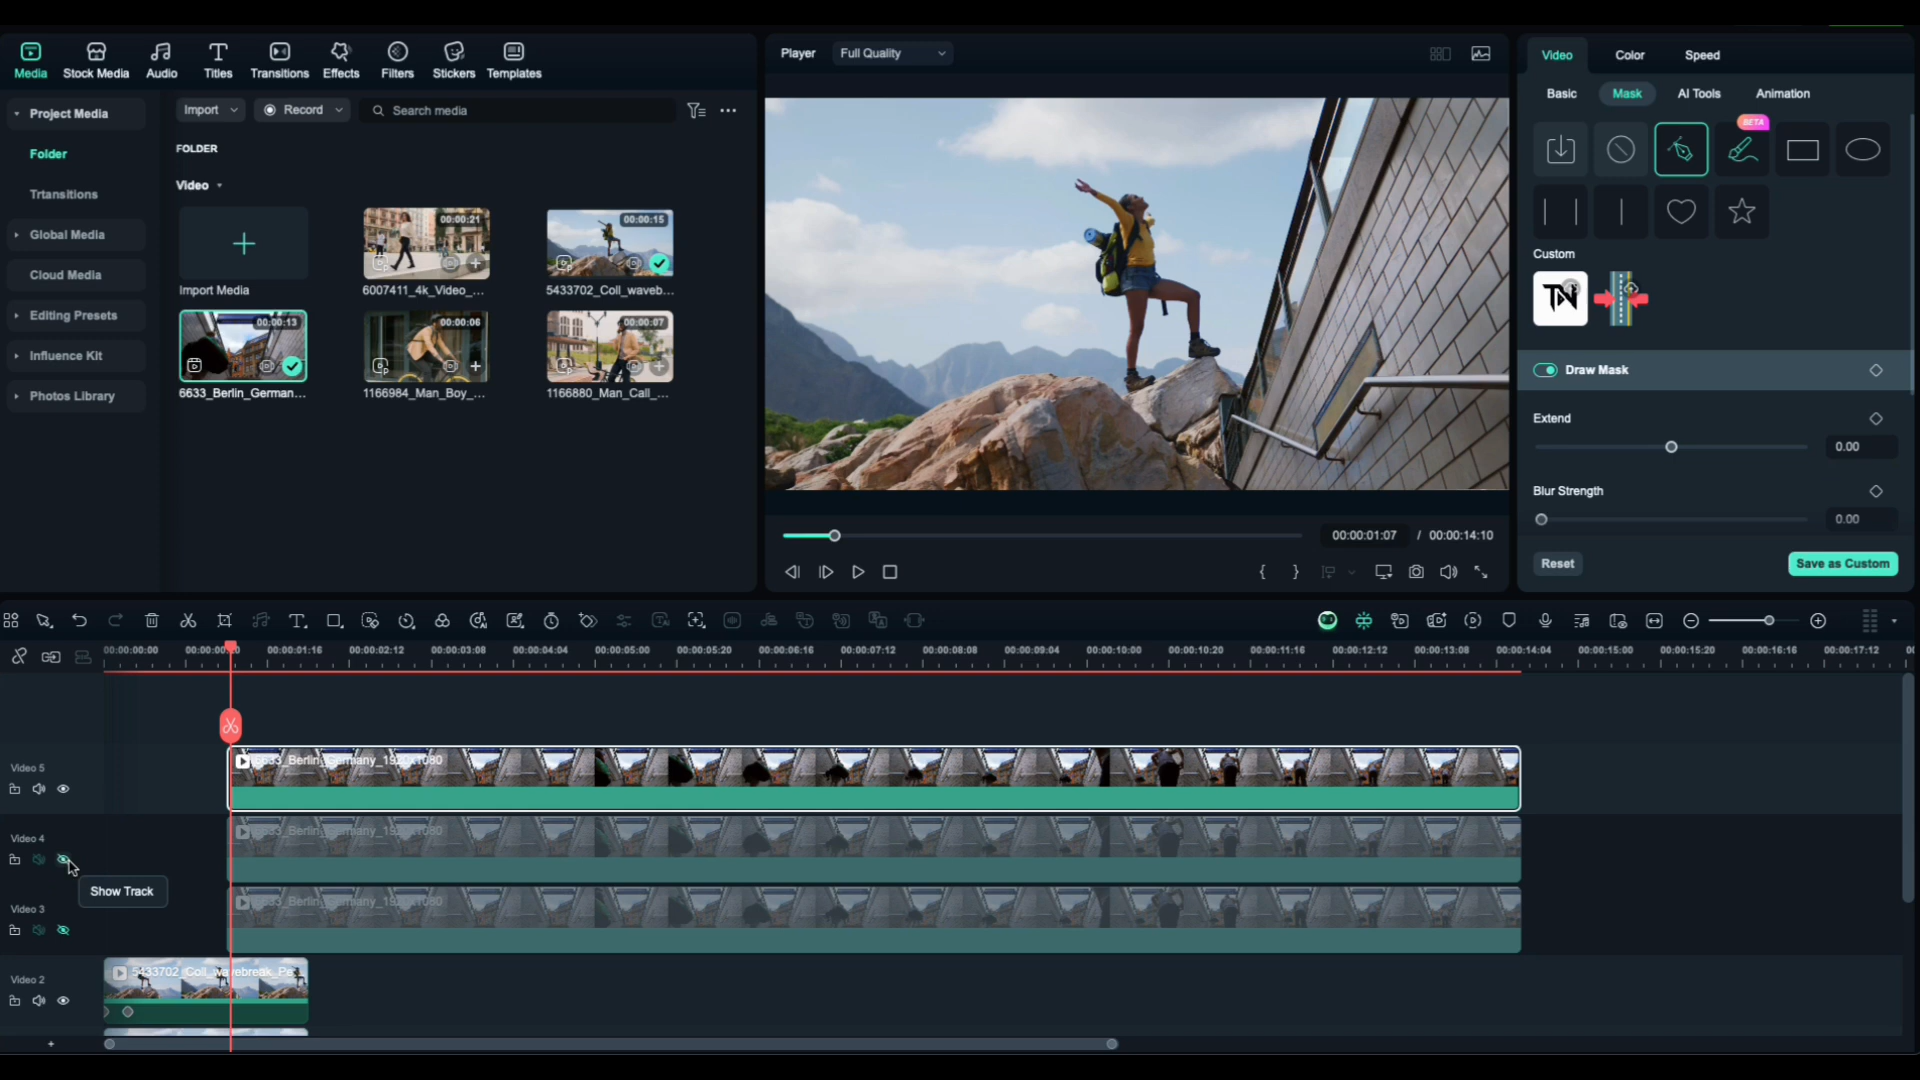 Media
Stock Media
Audio
Titles
Transitions
Effects
Filters
Stickers
Templates
Player
Full Quality
Video
Color
Speed
Basic
Mask
AI Tools
Animation
BETA
Custom
Draw Mask
Extend
0.00
Blur Strength
0.00
Reset
Save as Custom
Project Media
Folder
Trtansitions
Global Media
Cloud Media
Editing Presets
Influence Kit
Photos Library
Import
Record
Search media
FOLDER
Video
Import Media
00:00:21
6007411_4k_Video_...
00:00:15
5433702_Coll_waveb...
00:00:13
6633_Berlin_German...
00:00:06
1166984_Man_Boy_...
00:00:07
1166880_Man_Call_...
00:00:01:07 / 00:00:14:10
00:00:00:00
00:00:01:16
00:00:02:12
00:00:03:08
00:00:04:04
00:00:05:00
00:00:05:20
00:00:06:16
00:00:07:12
00:00:08:08
00:00:09:04
00:00:10:00
00:00:10:20
00:00:11:16
00:00:12:12
00:00:13:08
00:00:14:04
00:00:15:00
00:00:15:20
00:00:16:16
00:00:17:12
Video 5
6633_Berlin_Germany_1920x1080
Video 4
6633_Berlin_Germany_1920x1080
Show Track
Video 3
6633_Berlin_Germany_1920x1080
Video 2
5433702_Coll_wavebreak_Pe...